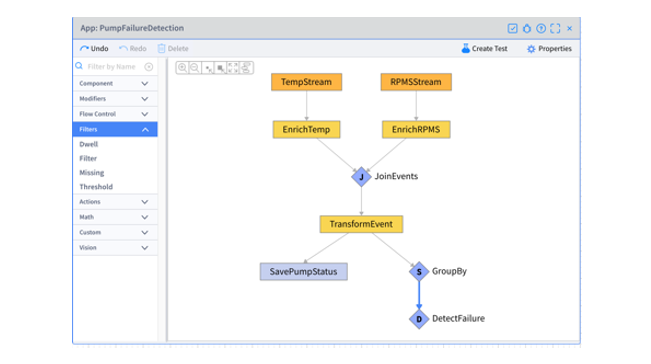 App: PumpFailureDetection
Undo Redo Delete Create Test Properties
Filter by Name
Component
Modifiers
Flow Control
Filters
Dwell
Filter
Missing
Threshold
Actions
Math
Custom
Vision
TempStream RPMSStream
EnrichTemp EnrichRPMS
J JoinEvents
TransformEvent
SavePumpStatus S GroupBy
D DetectFailure